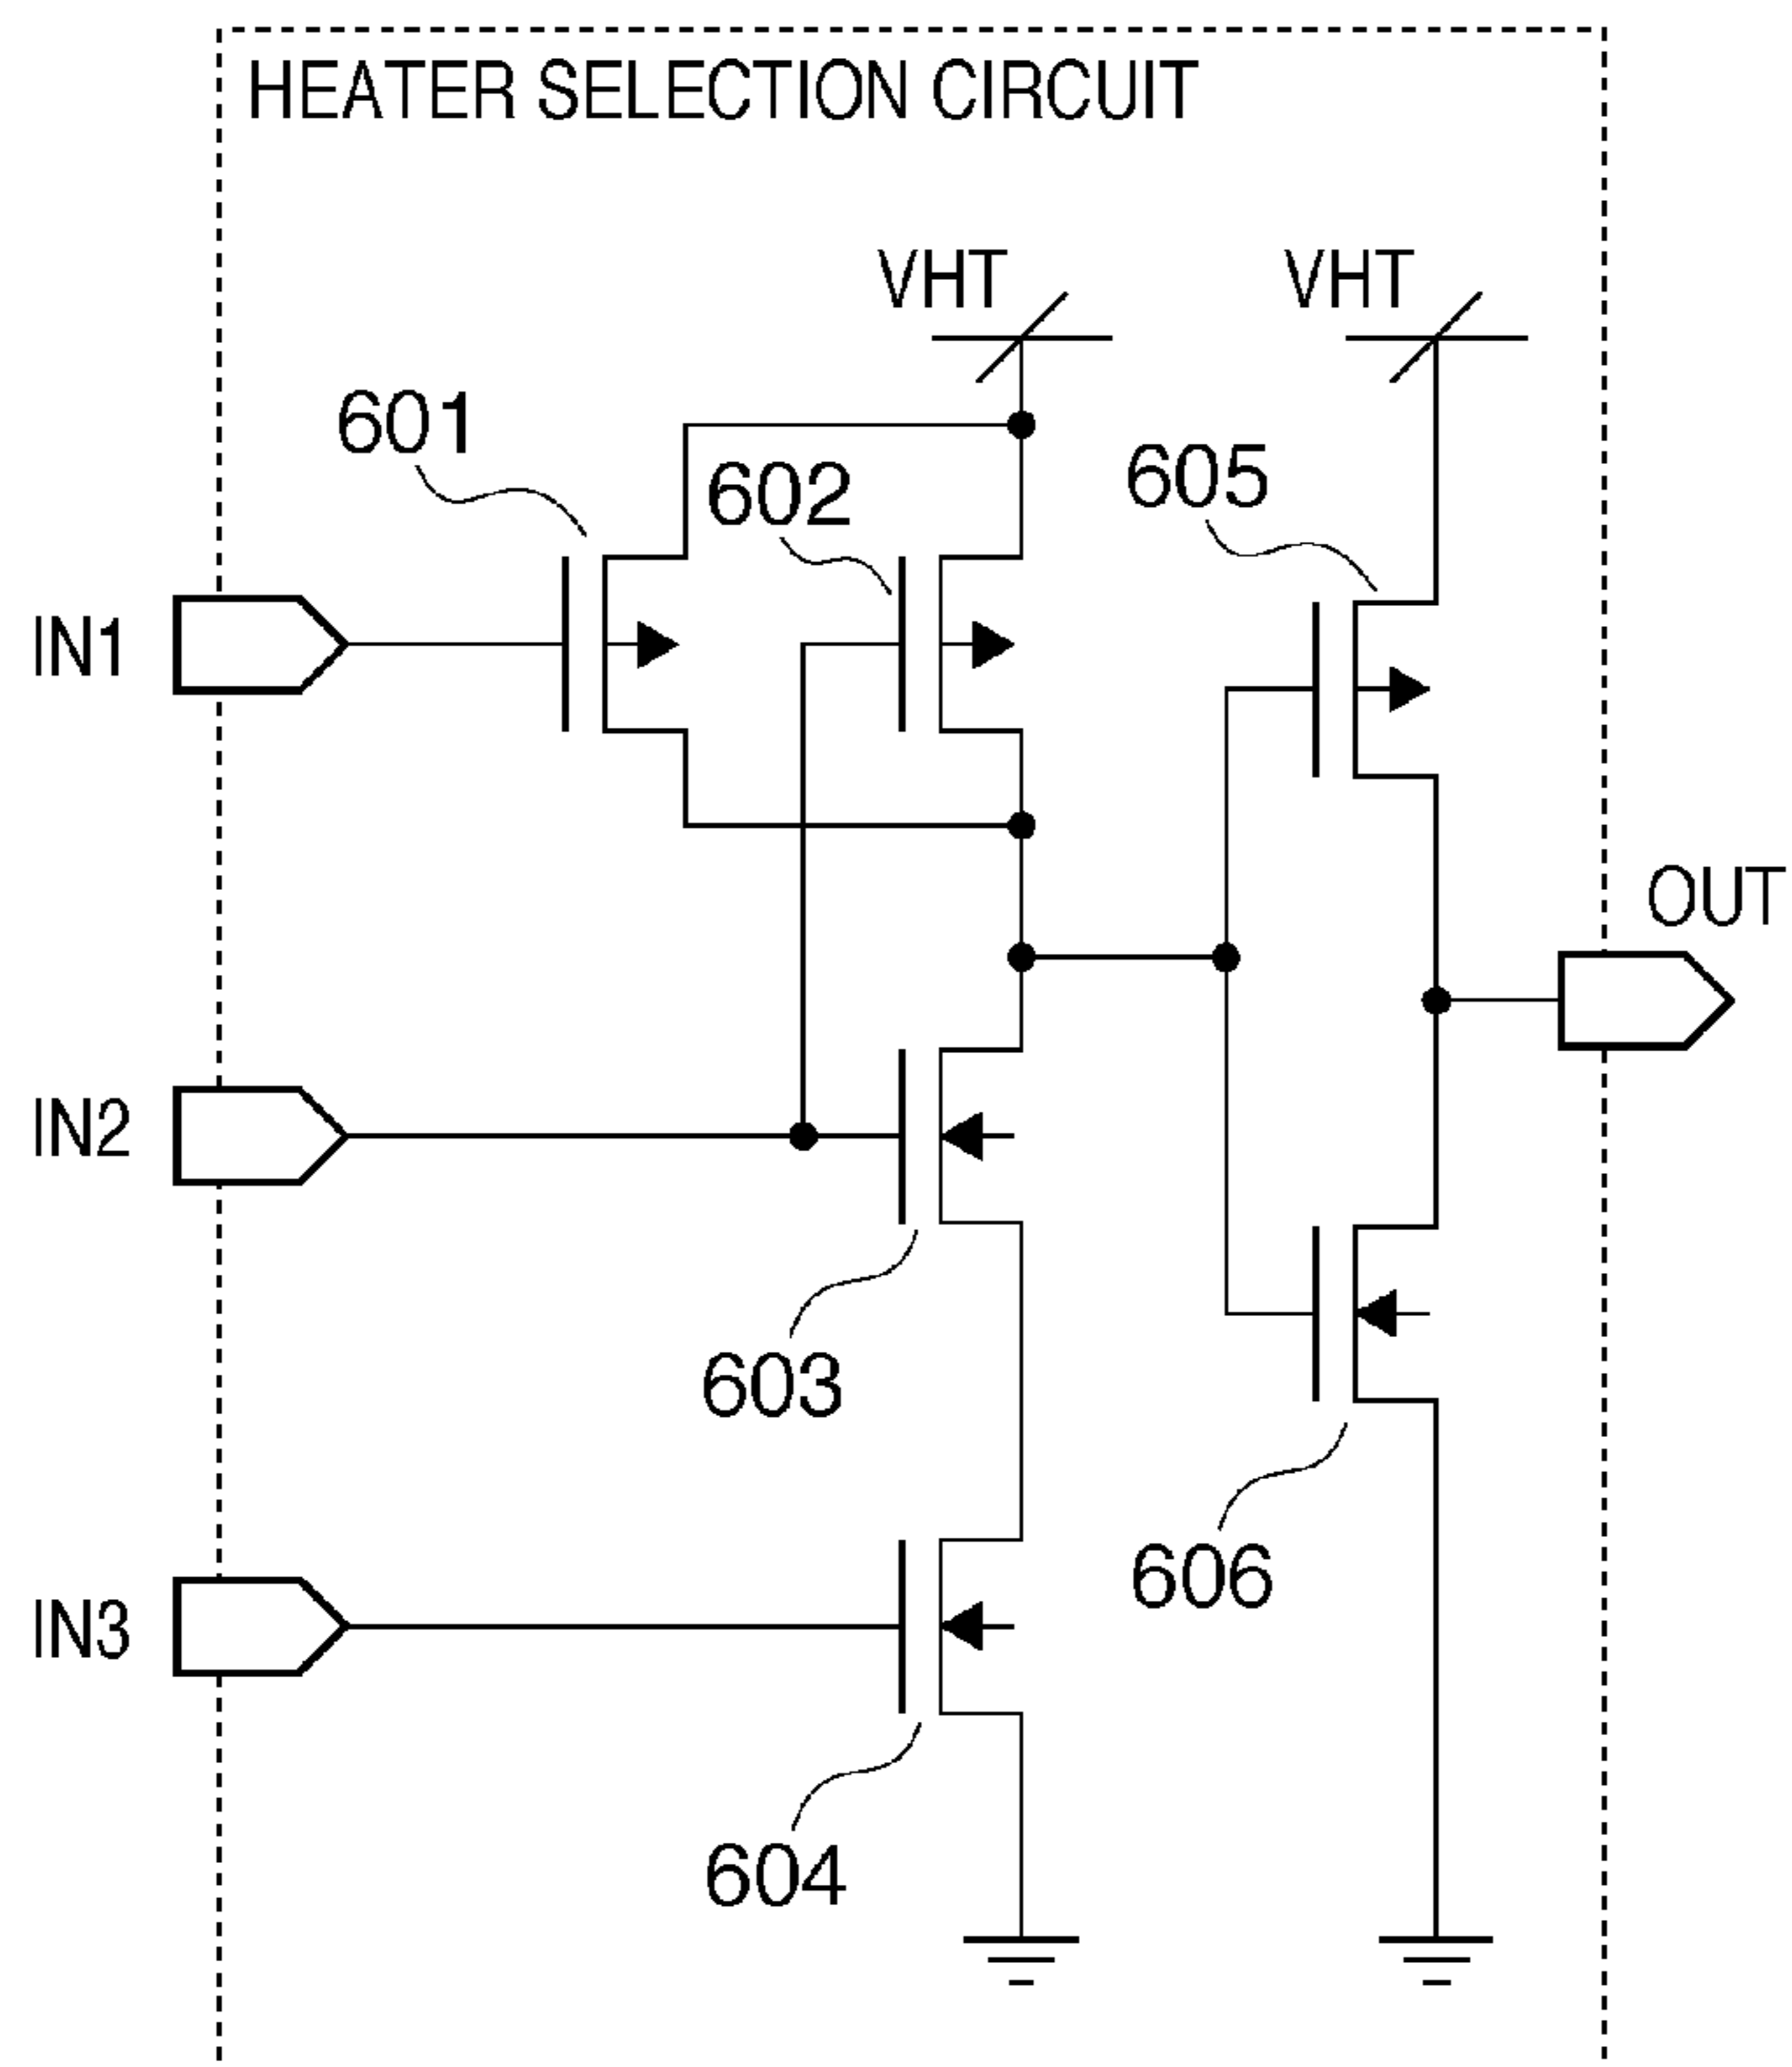 HEATER SELECTION CIRCUIT
VHT
VHT
601
602
605
IN1
OUT
IN2
603
606
IN3
604